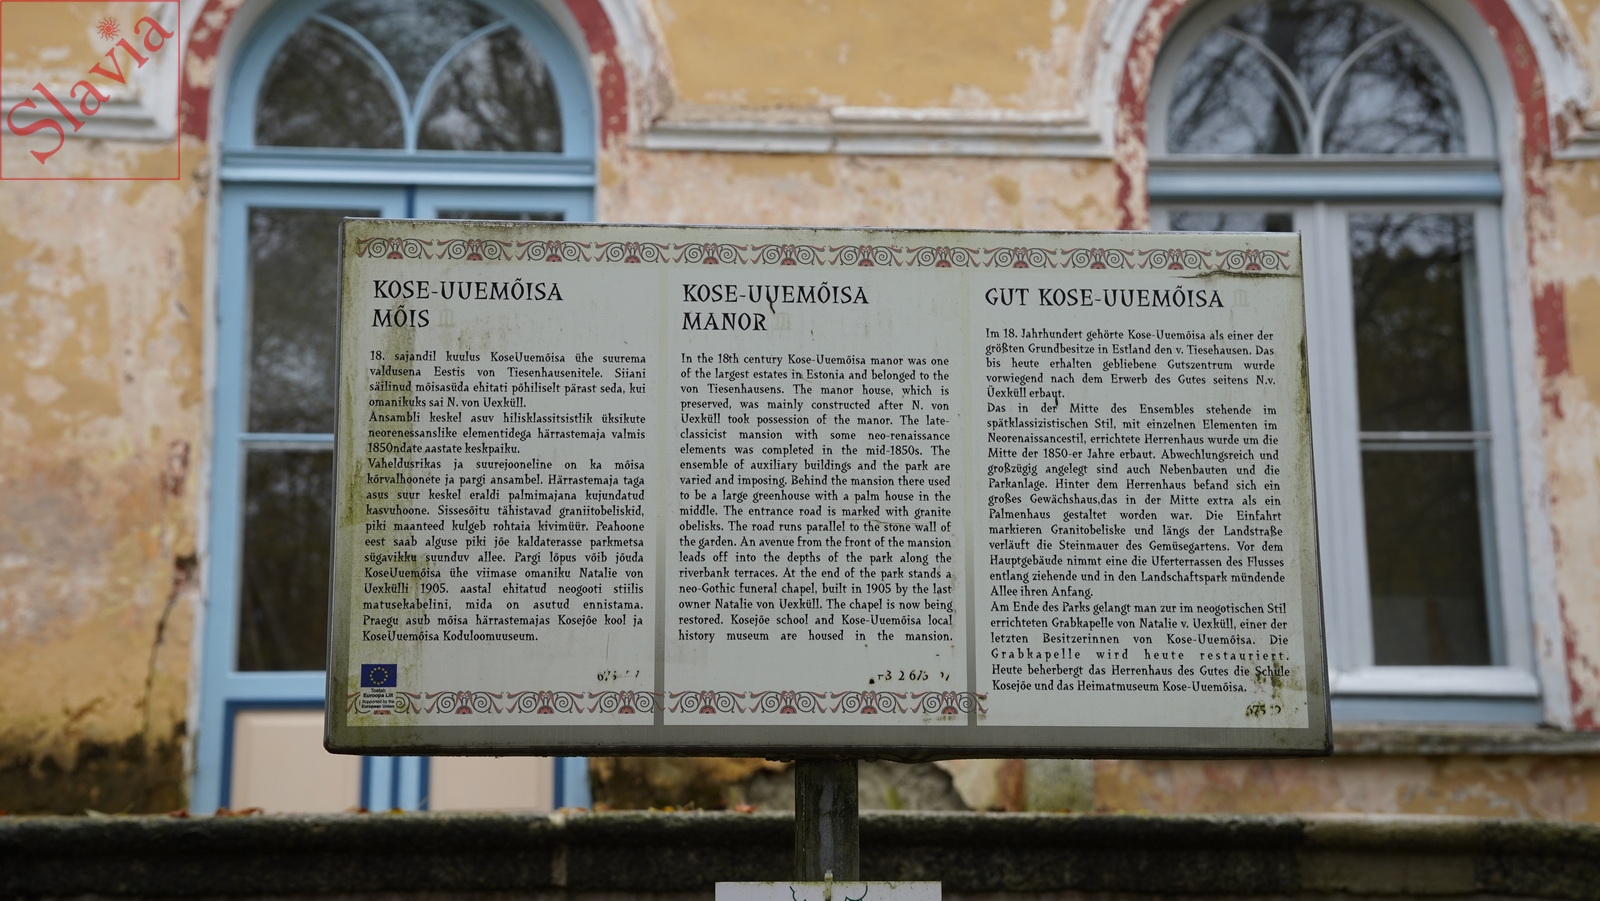 Slavia
KOSE-UUEMÕISA
MÕIS
18. sajandil kuulus KoseUuemõisa ühe suurema
valdusena Eestis von Tiesenhausenitele. Siiani
säilinud mõisasüda ehitati põhiliselt pärast seda, kui
omanikuks sai N. von Uexküll.
Ansambli keskel asuv hilisklassitsistlik üksikute
neorenessanslike elementidega härrastemaja valmis
1850ndate aastate keskpaiku.
Vaheldusrikas ja suurejooneline on ka mõisa
kõrvalhoonete ja pargi ansambel. Härrastemaja taga
asus suur keskel eraldi palmimajana kujundatud
kasvuhoone. Sissesõitu tähistavad graniitobeliskid,
piki maanteed kulgeb rohtaia kivimüür. Peahoone
eest saab alguse piki jõe kaldaterasse parkmetsa
sügavikku suunduv allee. Pargi lõpus võib jõuda
KoseUuemõisa ühe viimase omaniku Natalie von
Uexkülli 1905. aastal ehitatud neogooti stiilis
matusekabelini, mida on asutud ennistama.
Praegu asub mõisa härrastemajas Kosejõe kool ja
KoseUuemõisa Koduloomuuseum.
Toetab
Euroopa Liit
Supported by the
European Union
KOSE-UUEMÕISA
MANOR
In the 18th century Kose-Uuemõisa manor was one
of the largest estates in Estonia and belonged to the
von Tiesenhausens. The manor house, which is
preserved, was mainly constructed after N. von
Uexküll took possession of the manor. The late-
classicist mansion with some neo-renaissance
elements was completed in the mid-1850s. The
ensemble of auxiliary buildings and the park are
varied and imposing. Behind the mansion there used
to be a large greenhouse with a palm house in the
middle. The entrance road is marked with granite
obelisks. The road runs parallel to the stone wall of
the garden. An avenue from the front of the mansion
leads off into the depths of the park along the
riverbank terraces. At the end of the park stands a
neo-Gothic funeral chapel, built in 1905 by the last
owner Natalie von Uexküll. The chapel is now being
restored. Kosejõe school and Kose-Uuemõisa local
history museum are housed in the mansion.
GUT KOSE-UUEMÕISA
Im 18. Jahrhundert gehörte Kose-Uuemõisa als einer der
größten Grundbesitze in Estland den v. Tiesehausen. Das
bis heute erhalten gebliebene Gutszentrum wurde
vorwiegend nach dem Erwerb des Gutes seitens N.v.
Üexküll erbaut.
Das in der Mitte des Ensembles stehende im
spätklassizistischen Stil, mit einzelnen Elementen im
Neorenaissancestil, errichtete Herrenhaus wurde um die
Mitte der 1850-er Jahre erbaut. Abwechlungsreich und
großzügig angelegt sind auch Nebenbauten und die
Parkanlage. Hinter dem Herrenhaus befand sich ein
großes Gewächshaus,das in der Mitte extra als ein
Palmenhaus gestaltet worden war. Die Einfahrt
markieren Granitobeliske und längs der Landstraße
verläuft die Steinmauer des Gemüsegartens. Vor dem
Hauptgebäude nimmt eine die Uferterrassen des Flusses
entlang ziehende und in den Landschaftspark mündende
Allee ihren Anfang.
Am Ende des Parks gelangt man zur im neogotischen Stil
errichteten Grabkapelle von Natalie v. Uexküll, einer der
letzten Besitzerinnen von Kose-Uuemõisa. Die
Grabkapelle wird heute restauriert.
Heute beherbergt das Herrenhaus des Gutes die Schule
Kosejõe und das Heimatmuseum Kose-Uuemõisa.